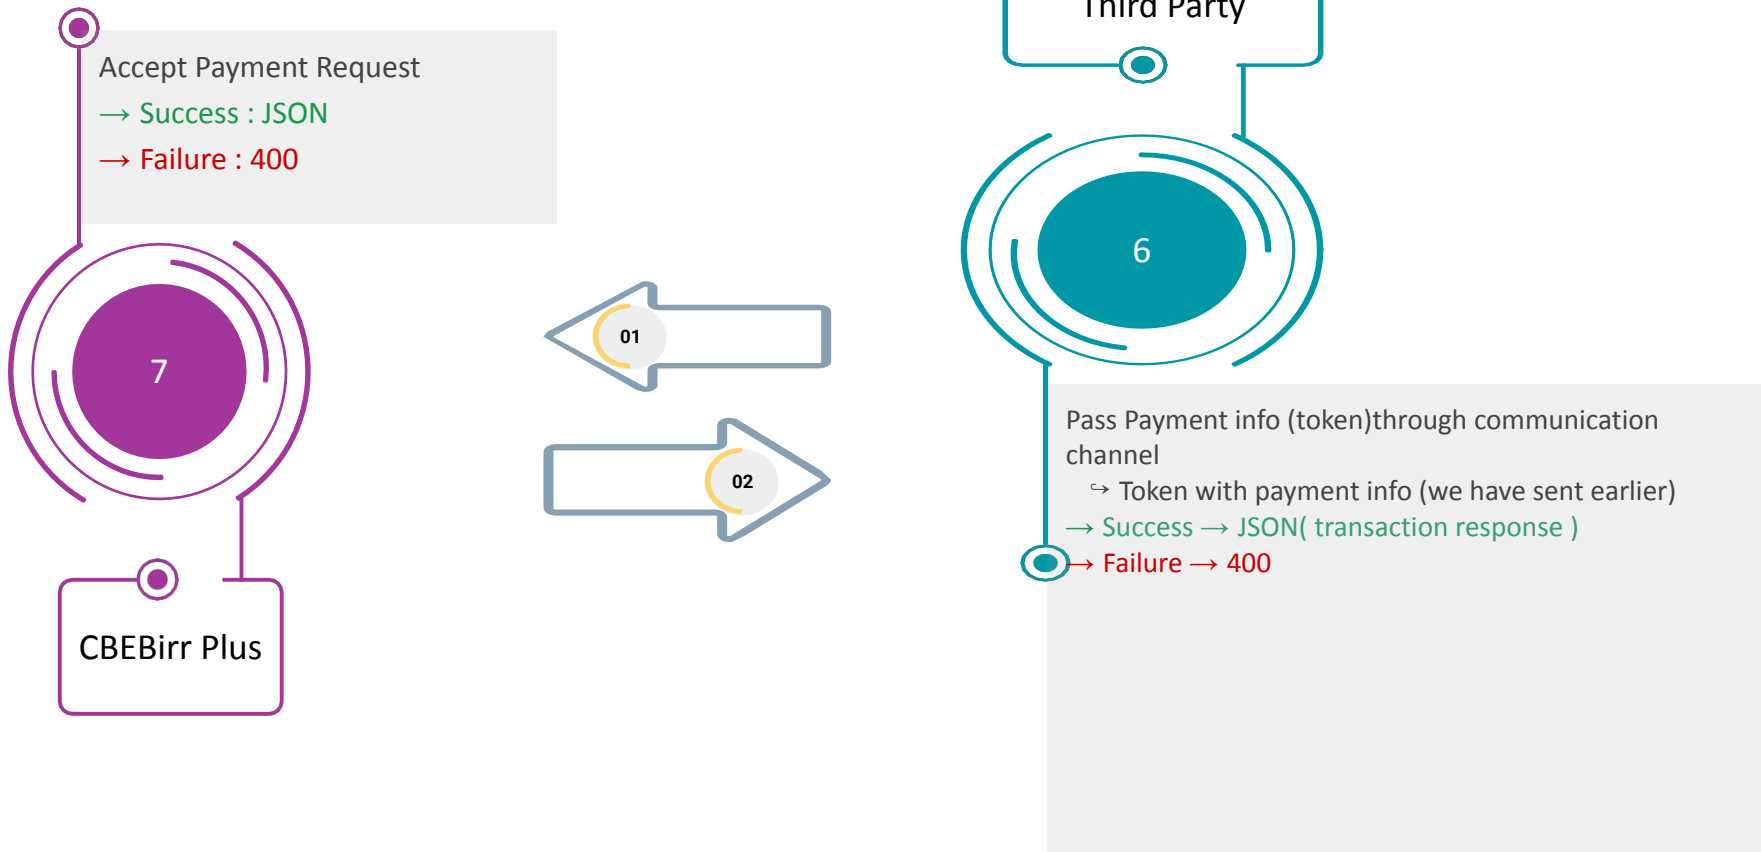 Third Party
Accept Payment Request
→ Success : JSON
→ Failure : 400
6
7
01
02
Pass Payment info (token)through communication
channel
↪ Token with payment info (we have sent earlier)
→ Success → JSON( transaction response )
→ Failure → 400
CBEBirr Plus